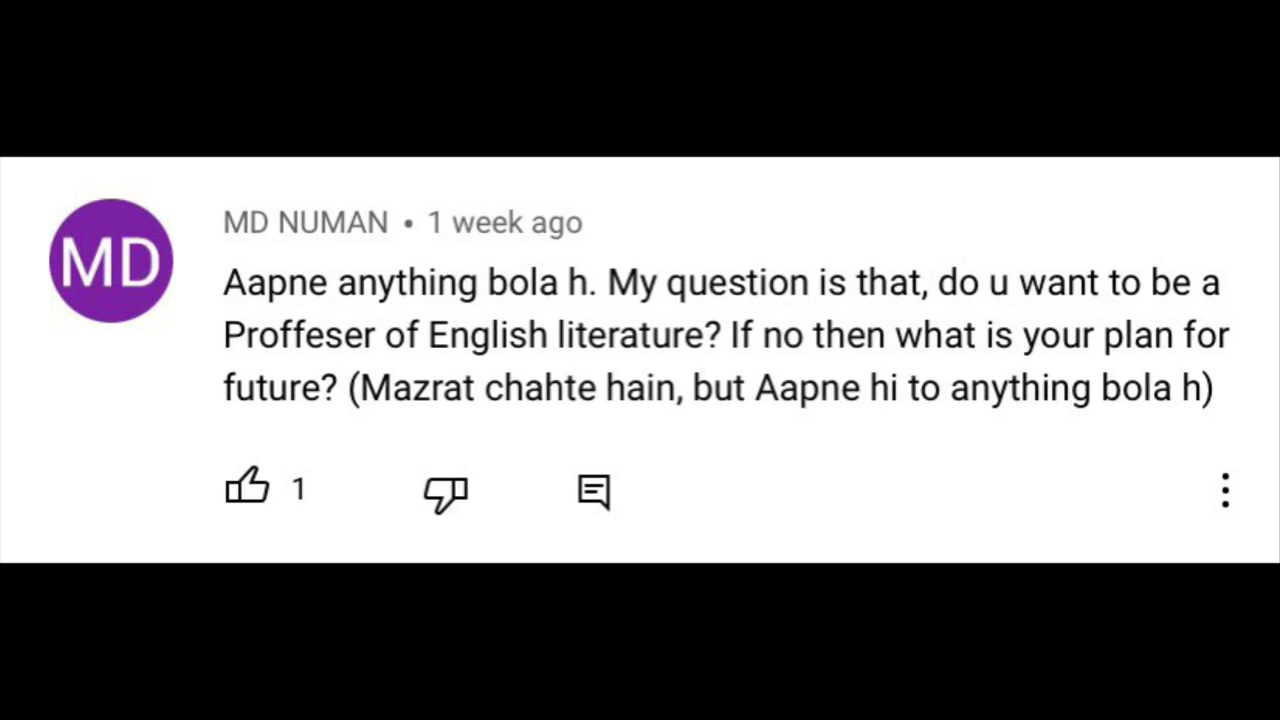 MD
MD NUMAN • 1 week ago
Aapne anything bola h. My question is that, do u want to be a
Proffeser of English literature? If no then what is your plan for
future? (Mazrat chahte hain, but Aapne hi to anything bola h)
1